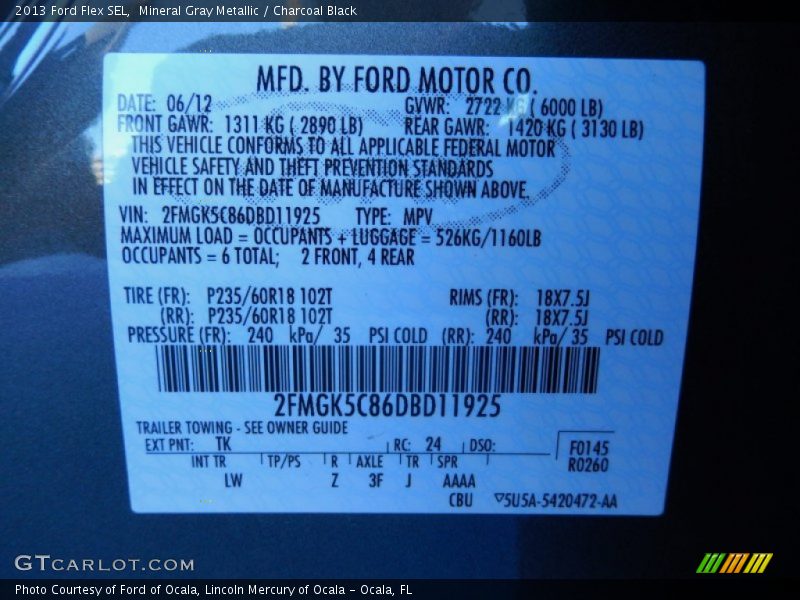 2013 Ford Flex SEL,  Mineral Gray Metallic / Charcoal Black
MFD. BY FORD MOTOR CO.
DATE: 06/12 GVWR: 2722 KG ( 6000 LB)
FRONT GAWR: 1311 KG ( 2890 LB) REAR GAWR: 1420 KG ( 3130 LB)
THIS VEHICLE CONFORMS TO ALL APPLICABLE FEDERAL MOTOR
VEHICLE SAFETY AND THEFT PREVENTION STANDARDS
IN EFFECT ON THE DATE OF MANUFACTURE SHOWN ABOVE.
VIN: 2FMGK5C86DBD11925 TYPE: MPV
MAXIMUM LOAD = OCCUPANTS + LUGGAGE = 526KG/1160LB
OCCUPANTS = 6 TOTAL; 2 FRONT, 4 REAR
TIRE (FR): P235/60R18 102T RIMS (FR): 18X7.5J
(RR): P235/60R18 102T (RR): 18X7.5J
PRESSURE (FR): 240 kPa/ 35 PSI COLD (RR): 240 kPa/ 35 PSI COLD
2FMGK5C86DBD11925
TRAILER TOWING - SEE OWNER GUIDE
EXT PNT: TK RC: 24 DSO: F0145
INT TR TP/PS R AXLE TR SPR R0260
LW Z 3F J AAAA
CBU ▽5U5A-5420472-AA
GTCARLOT.COM
Photo Courtesy of Ford of Ocala, Lincoln Mercury of Ocala - Ocala, FL